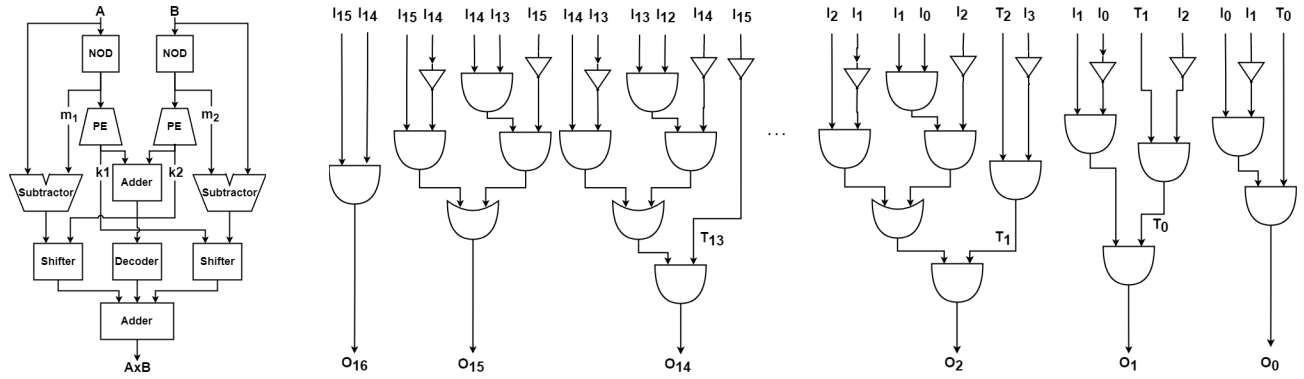 A B
NOD NOD
m1 m2
PE PE
k1 Adder k2
Subtractor Subtractor
Shifter Decoder Shifter
Adder
AxB
I15 I14 I15 I14 I14 I13 I15 I14 I13 I13 I12 I14 I15 I2 I1 I1 I0 I2 T2 I3 I1 I0 T1 I2 I0 I1 T0
...
T13 T1 T0
O16 O15 O14 O2 O1 O0